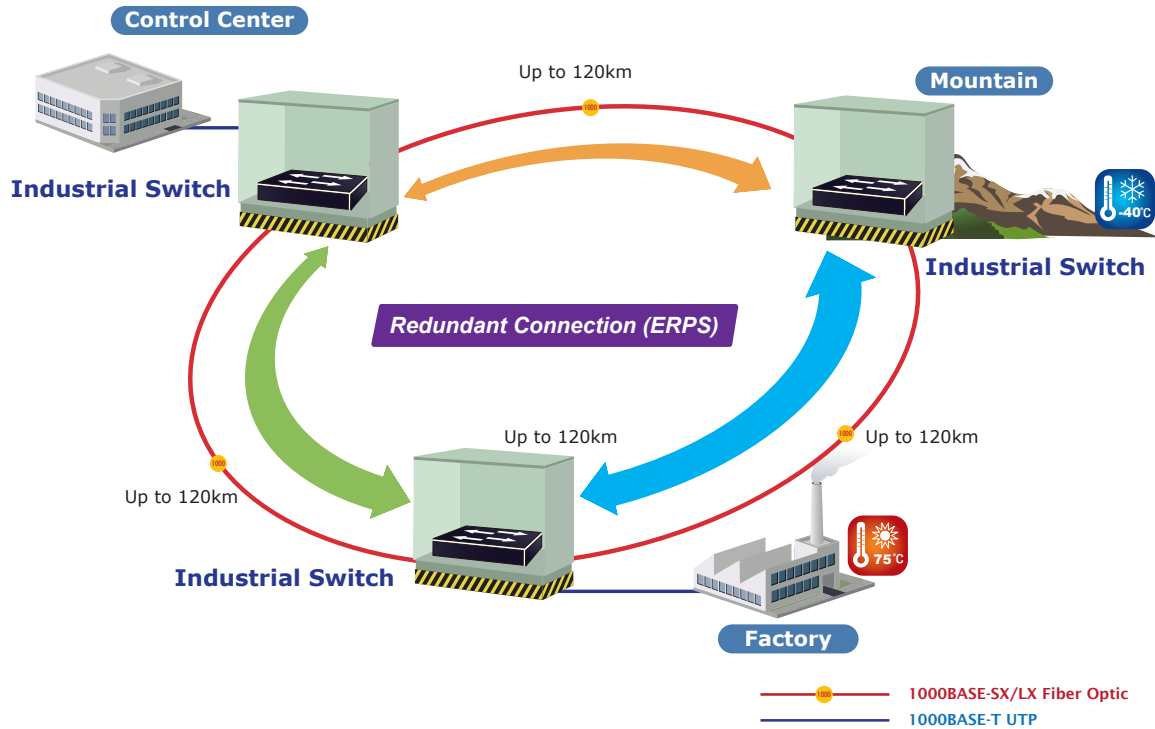 Control Center
Up to 120km
1000
Mountain
Industrial Switch
-40°C
Industrial Switch
Redundant Connection (ERPS)
Up to 120km
1000
Up to 120km
1000
Up to 120km
75°C
Industrial Switch
Factory
1000
1000BASE-SX/LX Fiber Optic
1000BASE-T UTP